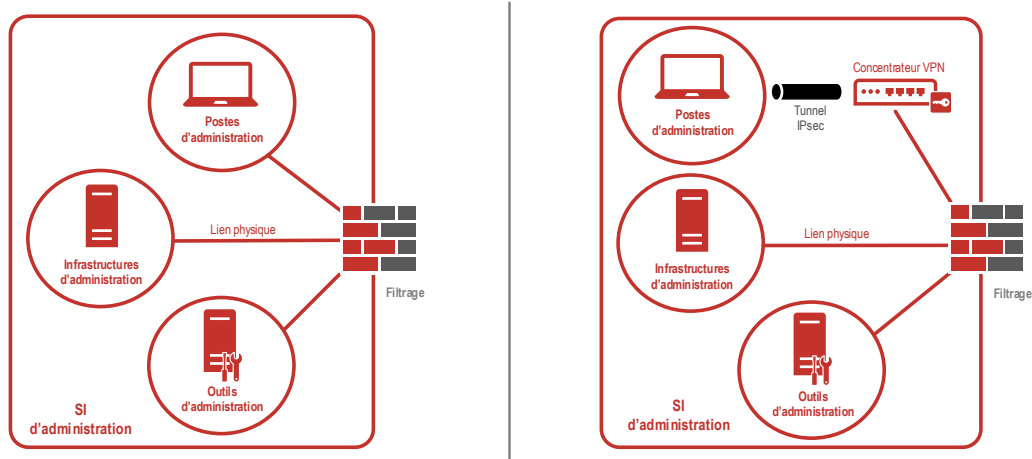 Postes
d'administration
Lien physique
Infrastructures
d'administration
Filtrage
Outils
d'administration
SI
d'administration
Concentrateur VPN
Postes
d'administration
Tunnel
IPsec
Lien physique
Infrastructures
d'administration
Filtrage
Outils
d'administration
SI
d'administration